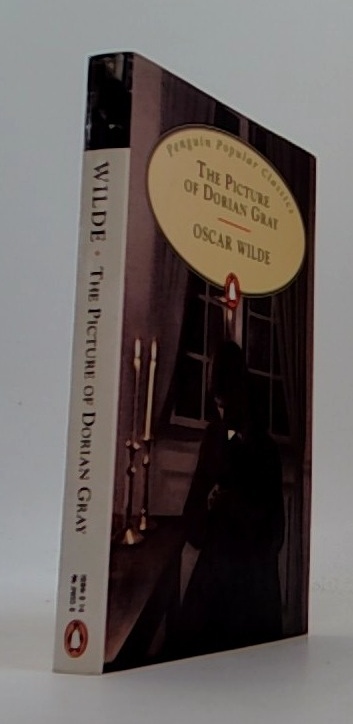 Penguin Popular Classics
THE PICTURE
OF DORIAN GRAY
OSCAR WILDE
WILDE • THE PICTURE OF DORIAN GRAY